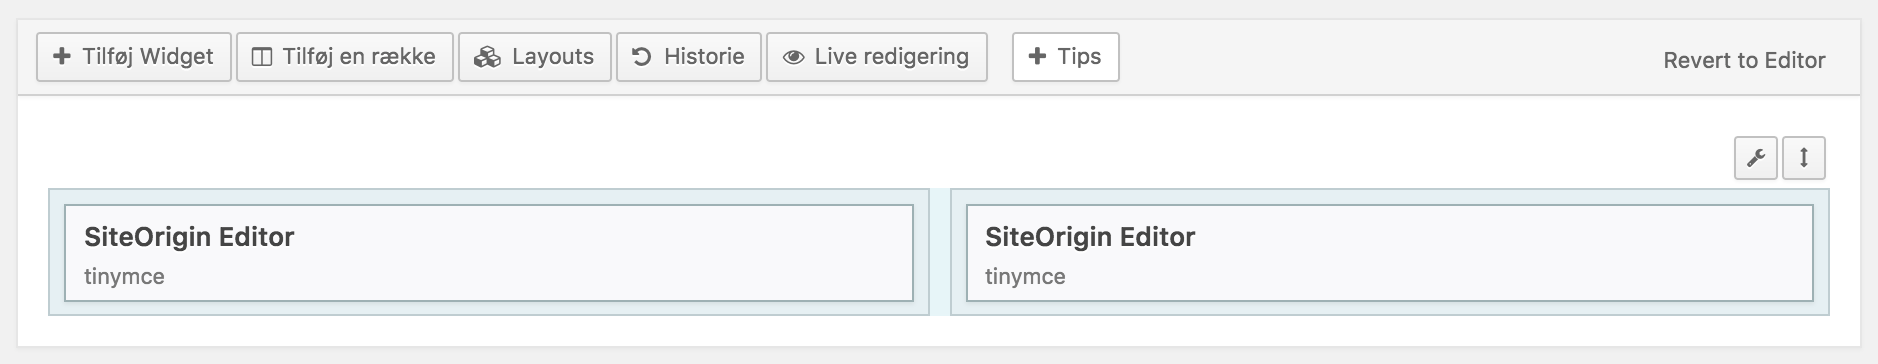 Tilføj Widget
Tilføj en række
Layouts
Historie
Live redigering
Tips
Revert to Editor
SiteOrigin Editor
tinymce
SiteOrigin Editor
tinymce